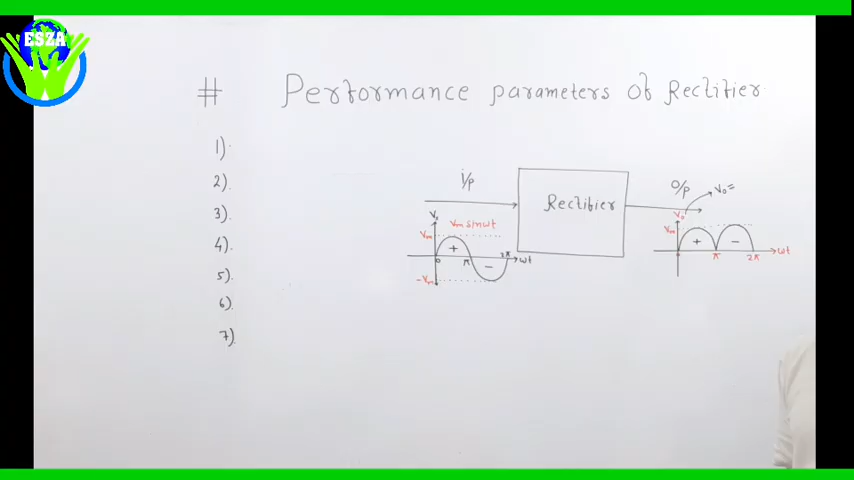 ESZA
# Performance parameters of Rectifier
1).
2).
3).
4).
5).
6).
7).
i/p
Rectifier
O/p
V₀=
Vₘ sinωt
Vₘ
+
-
0
π
2π
ωt
-Vₘ
V₀
Vₘ
+
-
π
2π
ωt